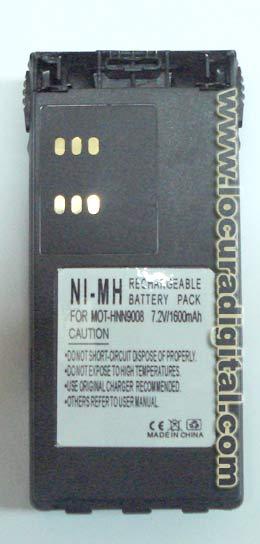 NI-MH RECHARGEABLE
BATTERY PACK
FOR MOT-HNN9008 7.2V/1600mAh
CAUTION
•DO NOT SHORT-CIRCUIT DISPOSE OF PROPERLY.
•DO NOT EXPOSE TO HIGH TEMPERATURES.
•USE ORIGINAL CHARGER RECOMMENCED.
•OTHERS REFER TO USER MANUAL.
CE MADE IN CHINA
www.locuradigital.com